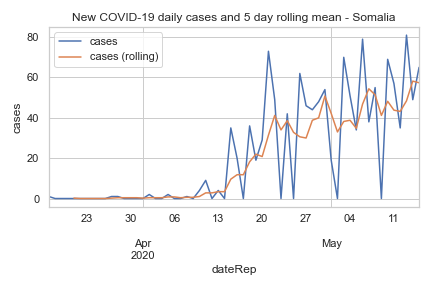 New COVID-19 daily cases and 5 day rolling mean - Somalia
cases
cases (rolling)
cases
80
60
40
20
0
23 30 06 13 20 27 04 11
Apr May
2020
dateRep